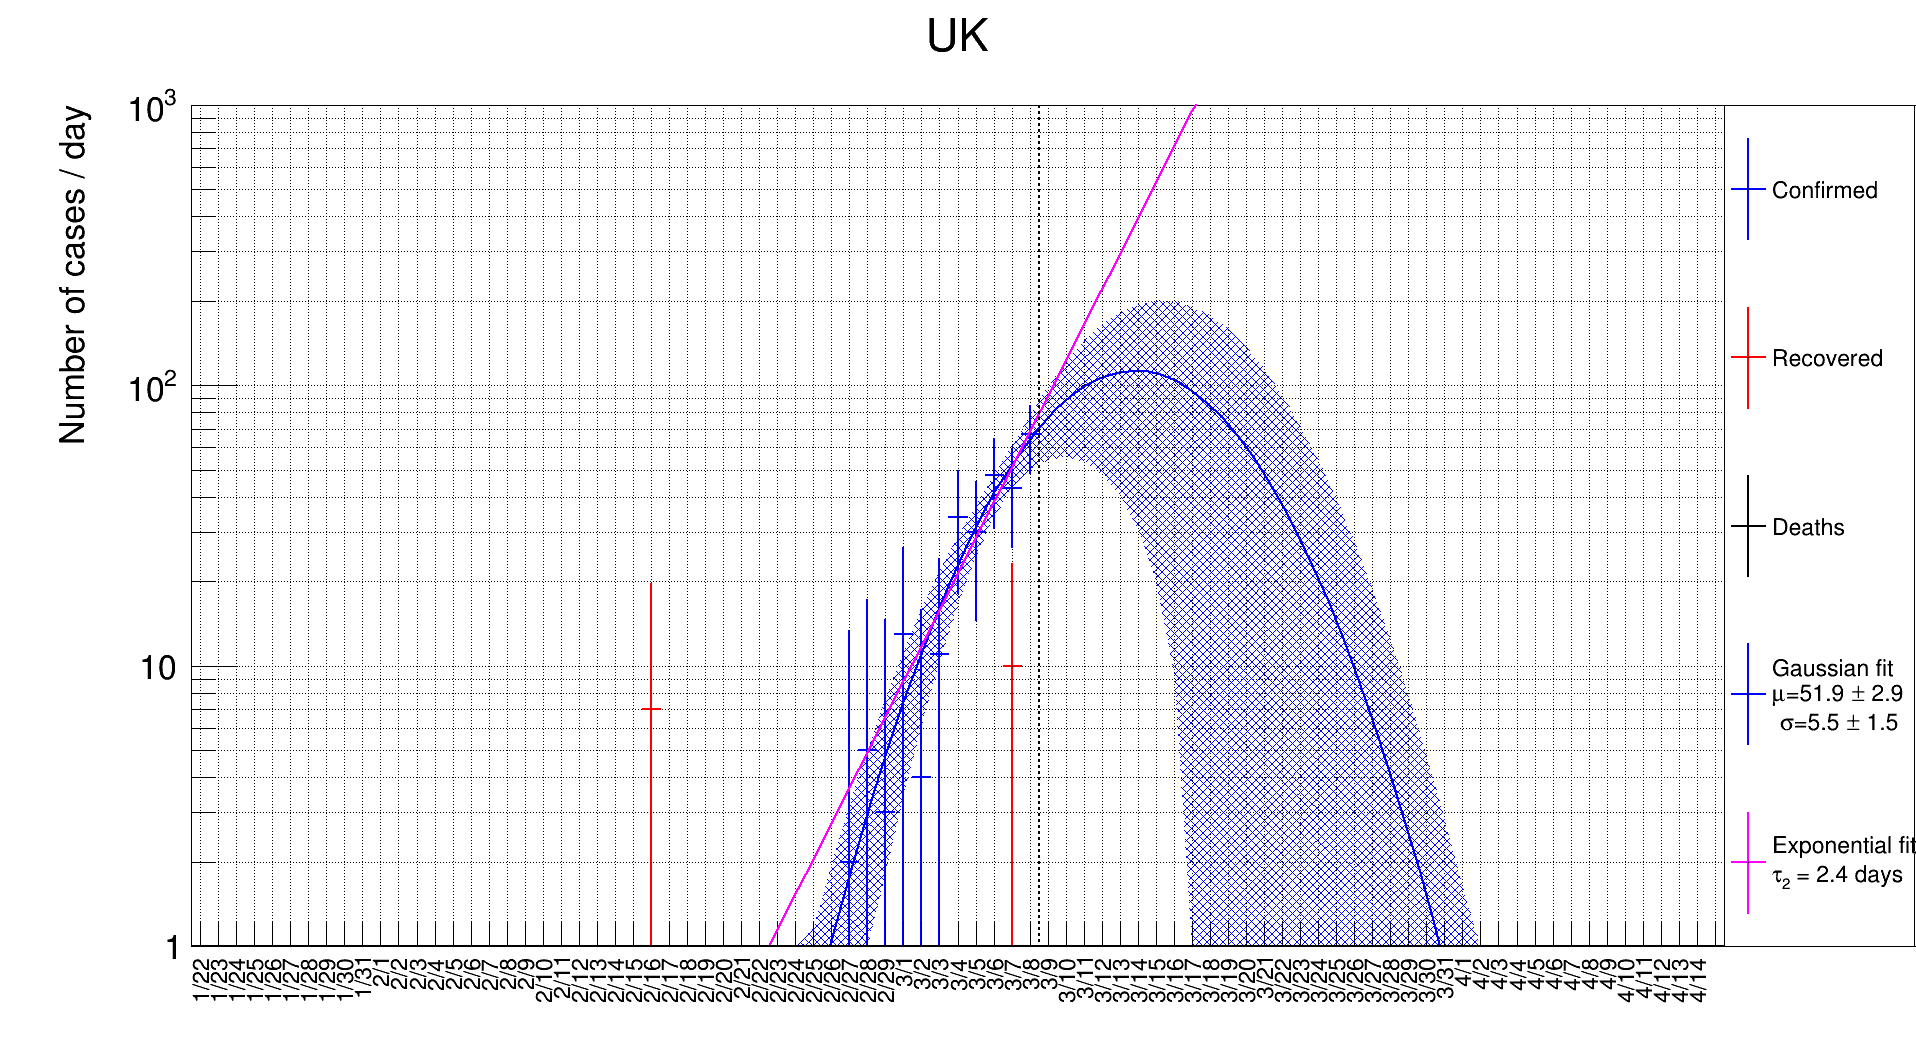 UK
Number of cases / day
10³
10²
10
1
1/22 1/23 1/24 1/25 1/26 1/27 1/28 1/29 1/30 1/31 2/1 2/2 2/3 2/4 2/5 2/6 2/7 2/8 2/9 2/10 2/11 2/12 2/13 2/14 2/15 2/16 2/17 2/18 2/19 2/20 2/21 2/22 2/23 2/24 2/25 2/26 2/27 2/28 2/29 3/1 3/2 3/3 3/4 3/5 3/6 3/7 3/8 3/9 3/10 3/11 3/12 3/13 3/14 3/15 3/16 3/17 3/18 3/19 3/20 3/21 3/22 3/23 3/24 3/25 3/26 3/27 3/28 3/29 3/30 3/31 4/1 4/2 4/3 4/4 4/5 4/6 4/7 4/8 4/9 4/10 4/11 4/12 4/13 4/14
Confirmed
Recovered
Deaths
Gaussian fit
μ=51.9 ± 2.9
σ=5.5 ± 1.5
Exponential fit
τ₂ = 2.4 days